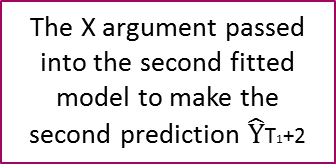 The X argument passed
into the second fitted
model to make the
second prediction ŶT₁+2